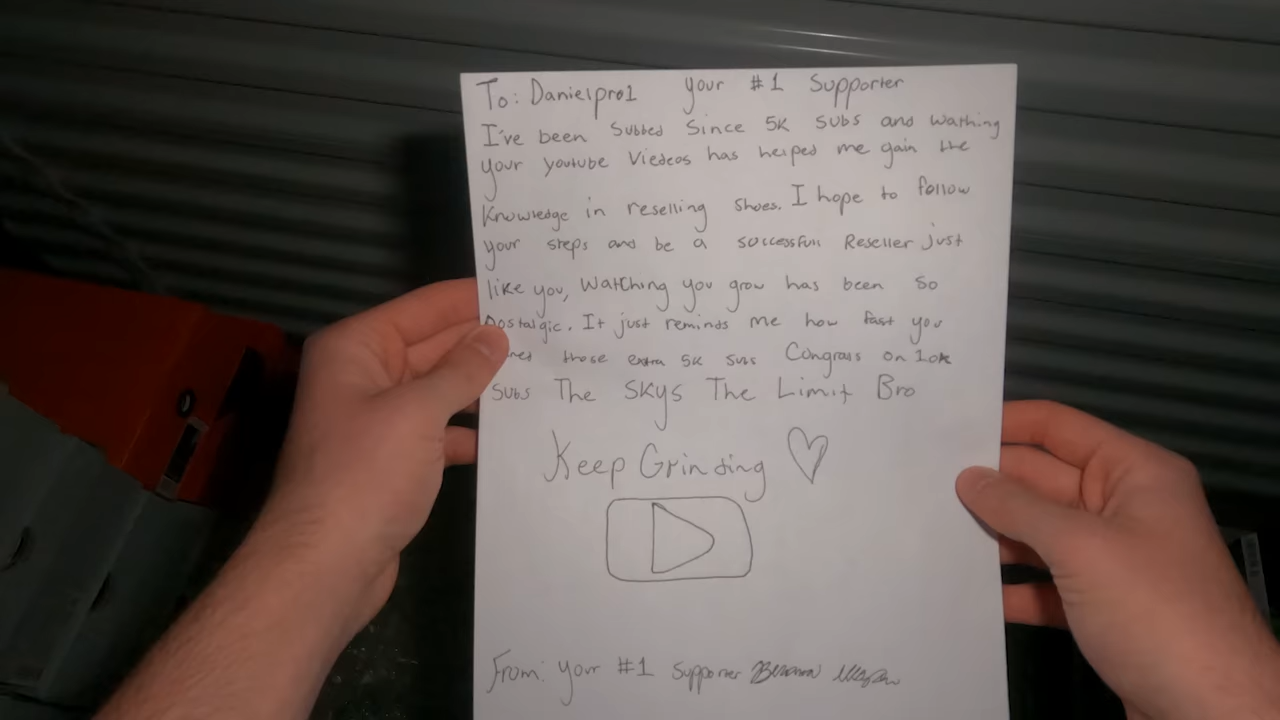 To: Danielpro1 your #1 Supporter
I've been Subbed Since 5K subs and wathing
your youtube Viedeos has helped me gain the
Knowledge in reselling shoes. I hope to follow
your steps and be a successfull Reseller just
like you, Watching you grow has been so
nostalgic. It just reminds me how fast you
those extra 5k subs Congrats on 10k
subs The SKYs The Limit Bro
Keep Grinding
From: your #1 Supporter